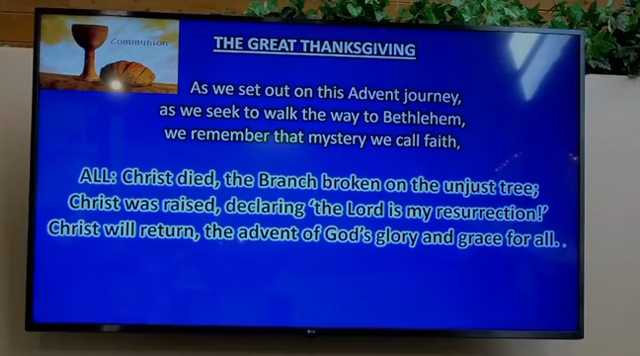 Communion
THE GREAT THANKSGIVING
As we set out on this Advent journey,
as we seek to walk the way to Bethlehem,
we remember that mystery we call faith,
ALL: Christ died, the Branch broken on the unjust tree;
Christ was raised, declaring ‘the Lord is my resurrection!’
Christ will return, the advent of God’s glory and grace for all. .
LG